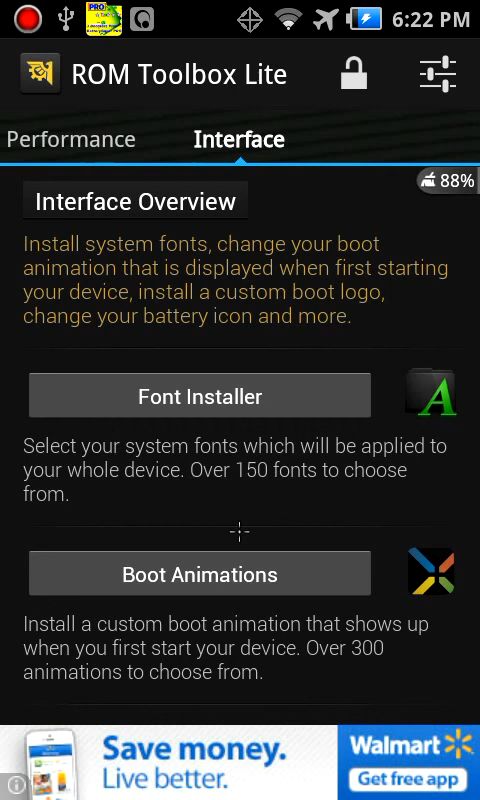 PRO
6:22 PM
ROM Toolbox Lite
Performance
Interface
88%
Interface Overview
Install system fonts, change your boot
animation that is displayed when first starting
your device, install a custom boot logo,
change your battery icon and more.
Font Installer
A
Select your system fonts which will be applied to
your whole device. Over 150 fonts to choose
from.
Boot Animations
Install a custom boot animation that shows up
when you first start your device. Over 300
animations to choose from.
Save money.
Live better.
Walmart
Get free app